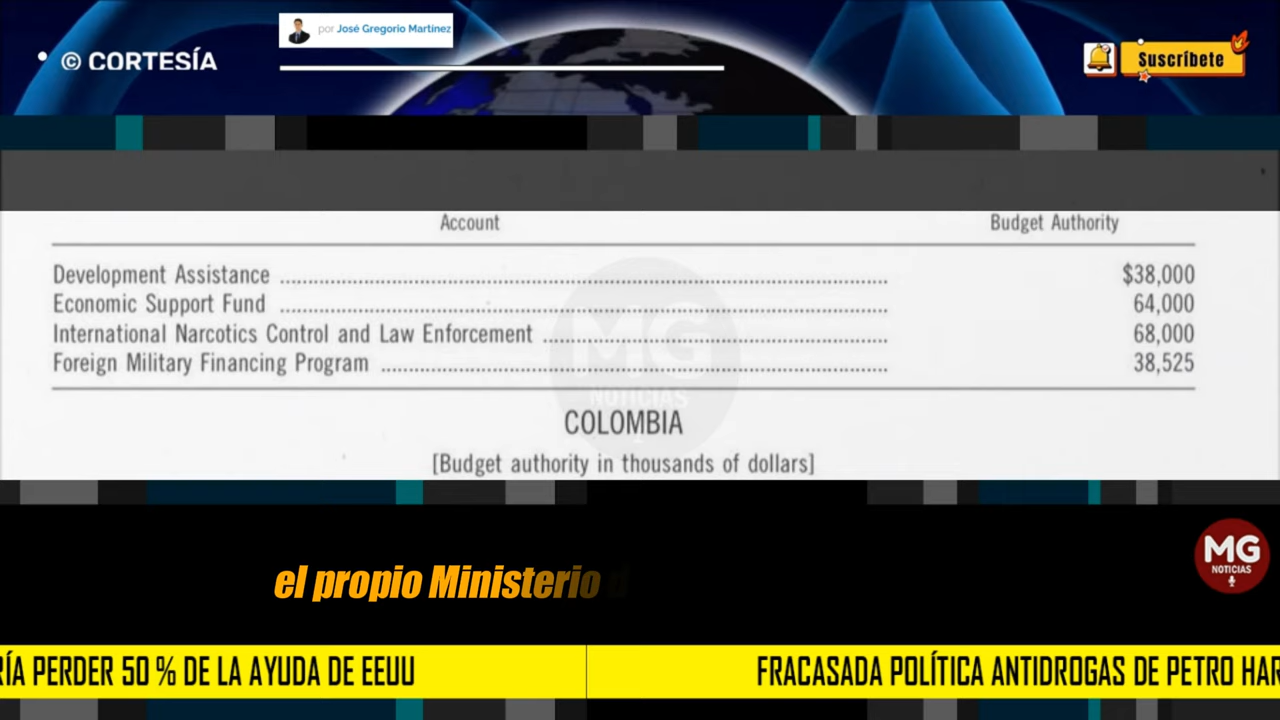 por José Gregorio Martínez
© CORTESÍA
Suscríbete
Account Budget Authority
Development Assistance ........ $38,000
Economic Support Fund ........ 64,000
International Narcotics Control and Law Enforcement ........ 68,000
Foreign Military Financing Program ........ 38,525
MG
NOTICIAS
COLOMBIA
[Budget authority in thousands of dollars]
el propio Ministerio
MG
NOTICIAS
RÍA PERDER 50 % DE LA AYUDA DE EEUU
FRACASADA POLÍTICA ANTIDROGAS DE PETRO HAR